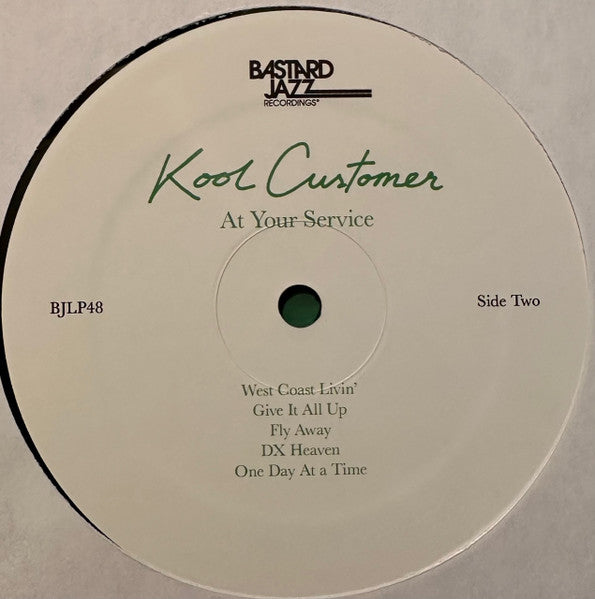 BASTARD
JAZZ
RECORDINGS®
Kool Customer
At Your Service
BJLP48
Side Two
West Coast Livin'
Give It All Up
Fly Away
DX Heaven
One Day At a Time